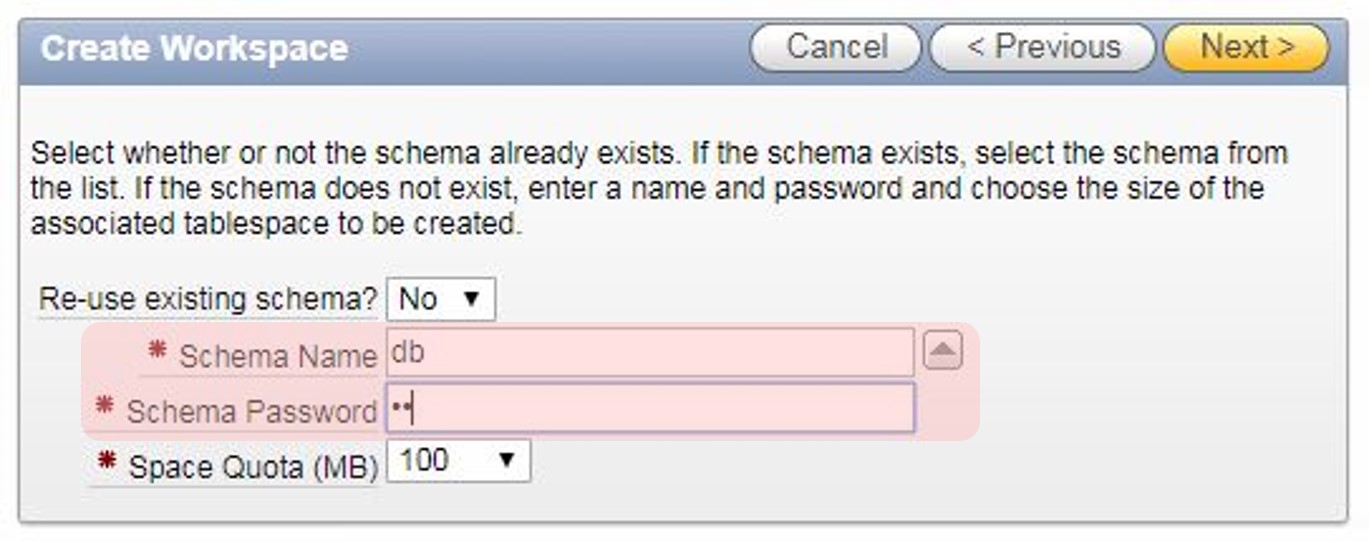 Create Workspace Cancel < Previous Next >
Select whether or not the schema already exists. If the schema exists, select the schema from
the list. If the schema does not exist, enter a name and password and choose the size of the
associated tablespace to be created.
Re-use existing schema? No ▼
* Schema Name db
* Schema Password ••
* Space Quota (MB) 100 ▼